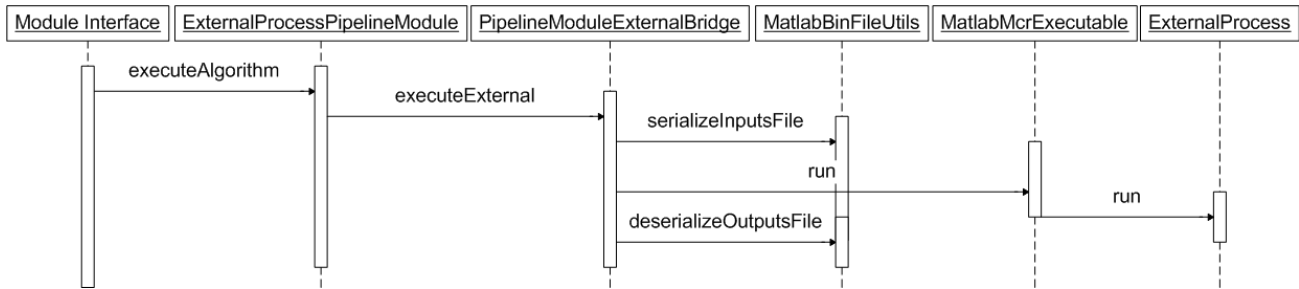 Module Interface
ExternalProcessPipelineModule
PipelineModuleExternalBridge
MatlabBinFileUtils
MatlabMcrExecutable
ExternalProcess
executeAlgorithm
executeExternal
serializeInputsFile
run
run
deserializeOutputsFile